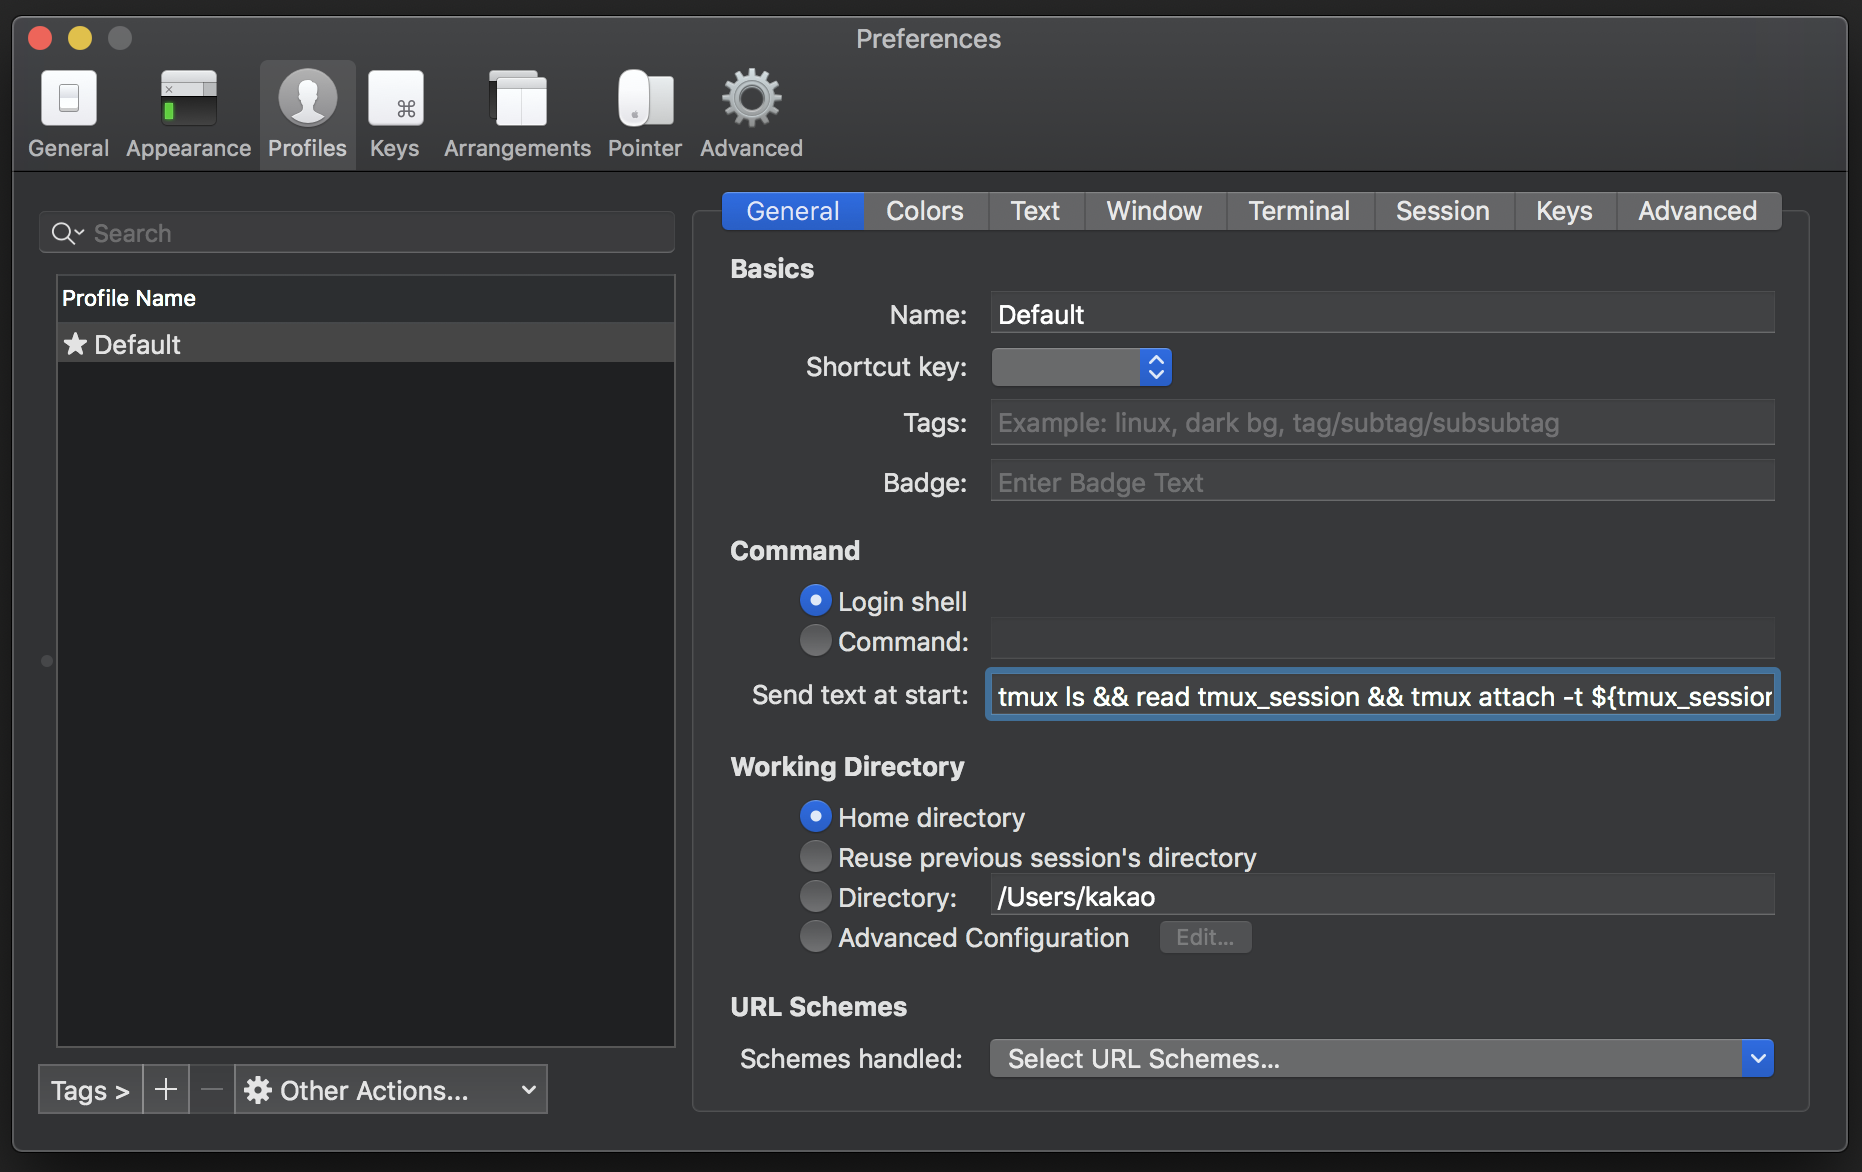 Preferences
General Appearance Profiles Keys Arrangements Pointer Advanced
Search
Profile Name
Default
Tags > + − Other Actions...
General Colors Text Window Terminal Session Keys Advanced
Basics
Name: Default
Shortcut key:
Tags: Example: linux, dark bg, tag/subtag/subsubtag
Badge: Enter Badge Text
Command
Login shell
Command:
Send text at start: tmux ls && read tmux_session && tmux attach -t ${tmux_session
Working Directory
Home directory
Reuse previous session's directory
Directory: /Users/kakao
Advanced Configuration Edit...
URL Schemes
Schemes handled: Select URL Schemes...